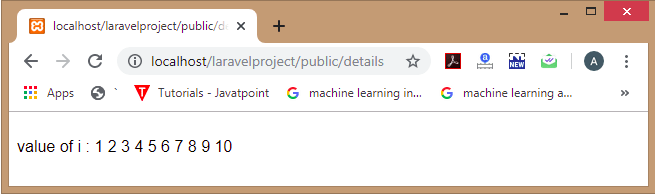 localhost/laravelproject/public/de
localhost/laravelproject/public/details
A
NEW
Apps ` Tutorials - Javatpoint machine learning in... machine learning a... »
value of i : 1 2 3 4 5 6 7 8 9 10